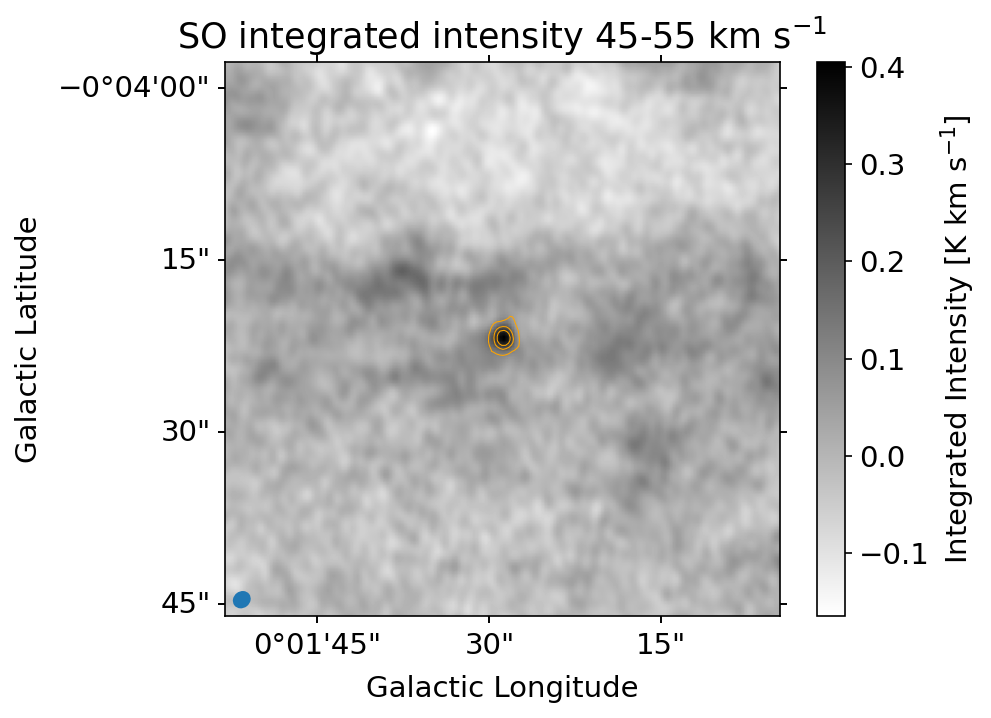 SO integrated intensity 45-55 km s⁻¹
−0°04'00"
15"
30"
45"
Galactic Latitude
0°01'45" 30" 15"
Galactic Longitude
0.4
0.3
0.2
0.1
0.0
−0.1
Integrated Intensity [K km s⁻¹]